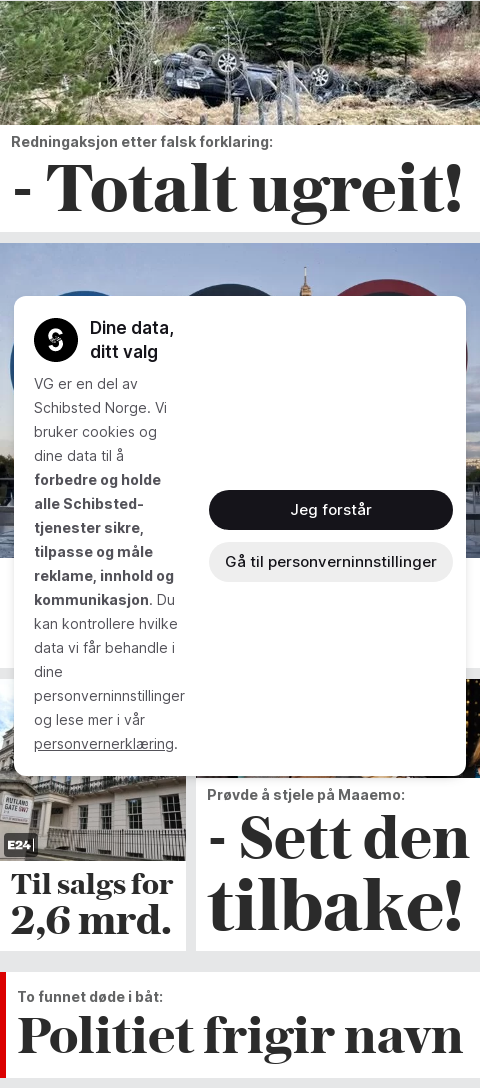 Redningaksjon etter falsk forklaring:
- Totalt ugreit!
Dine data,
ditt valg
VG er en del av
Schibsted Norge. Vi
bruker cookies og
dine data til å
forbedre og holde
alle Schibsted-
tjenester sikre,
tilpasse og måle
reklame, innhold og
kommunikasjon. Du
kan kontrollere hvilke
data vi får behandle i
dine
personverninnstillinger
og lese mer i vår
personvernerklæring.
Jeg forstår
Gå til personverninnstillinger
RUTLAND
GATE SW7
E24
Til salgs for
2,6 mrd.
Prøvde å stjele på Maaemo:
- Sett den
tilbake!
To funnet døde i båt:
Politiet frigir navn